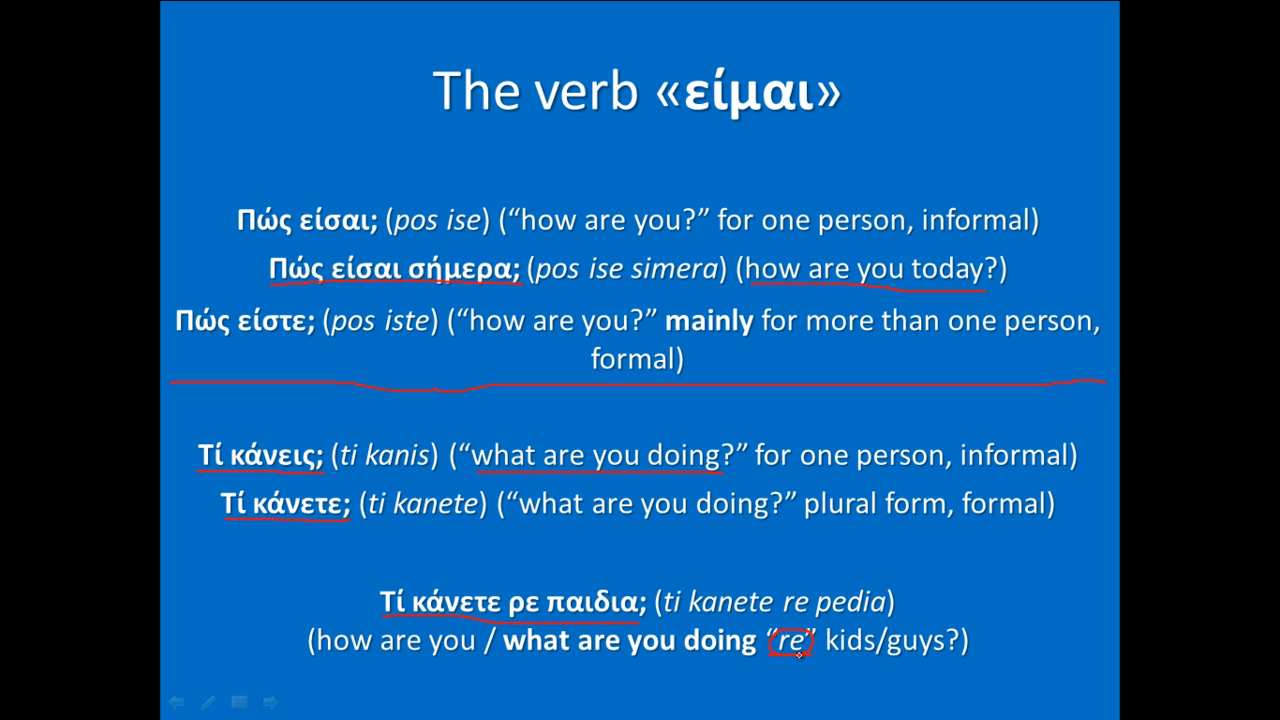 The verb «είμαι»
Πώς είσαι; (pos ise) (“how are you?” for one person, informal)
Πώς είσαι σήμερα; (pos ise simera) (how are you today?)
Πώς είστε; (pos iste) (“how are you?” mainly for more than one person,
formal)
Τί κάνεις; (ti kanis) (“what are you doing?” for one person, informal)
Τί κάνετε; (ti kanete) (“what are you doing?” plural form, formal)
Τί κάνετε ρε παιδια; (ti kanete re pedia)
(how are you / what are you doing “re” kids/guys?)